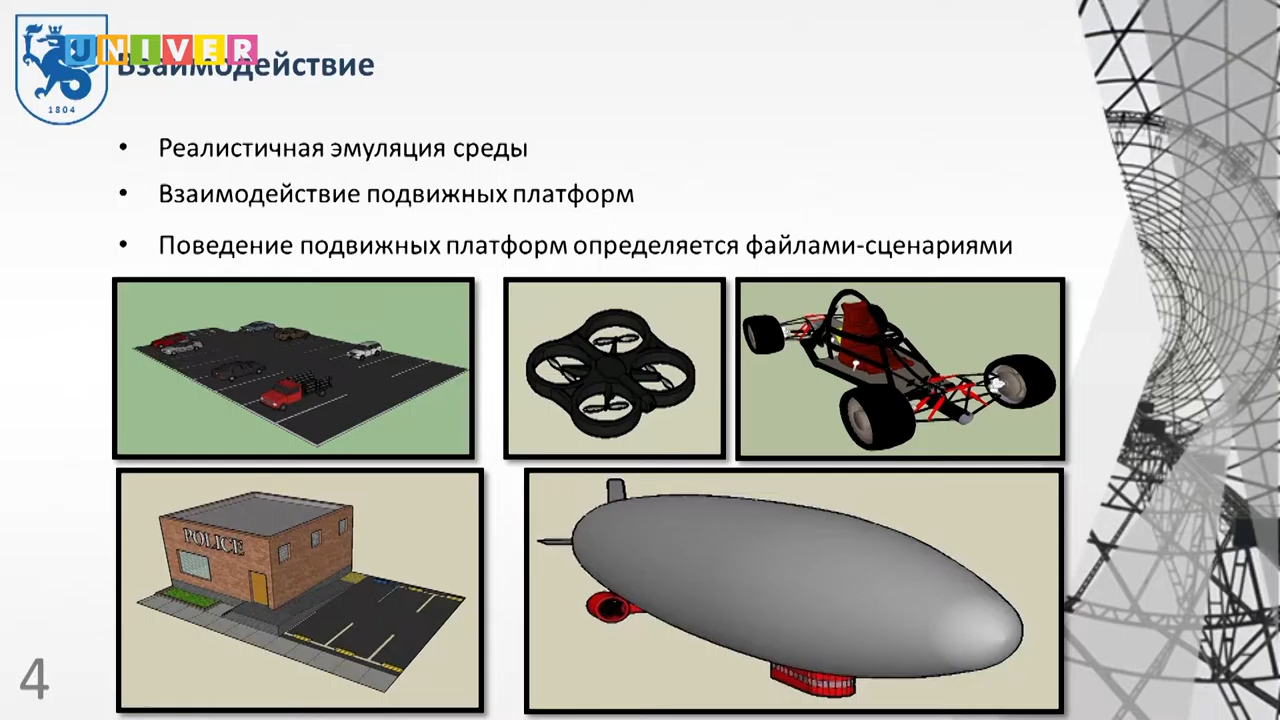 UNIVER
Взаимодействие
1804
• Реалистичная эмуляция среды
• Взаимодействие подвижных платформ
• Поведение подвижных платформ определяется файлами-сценариями
POLICE
4